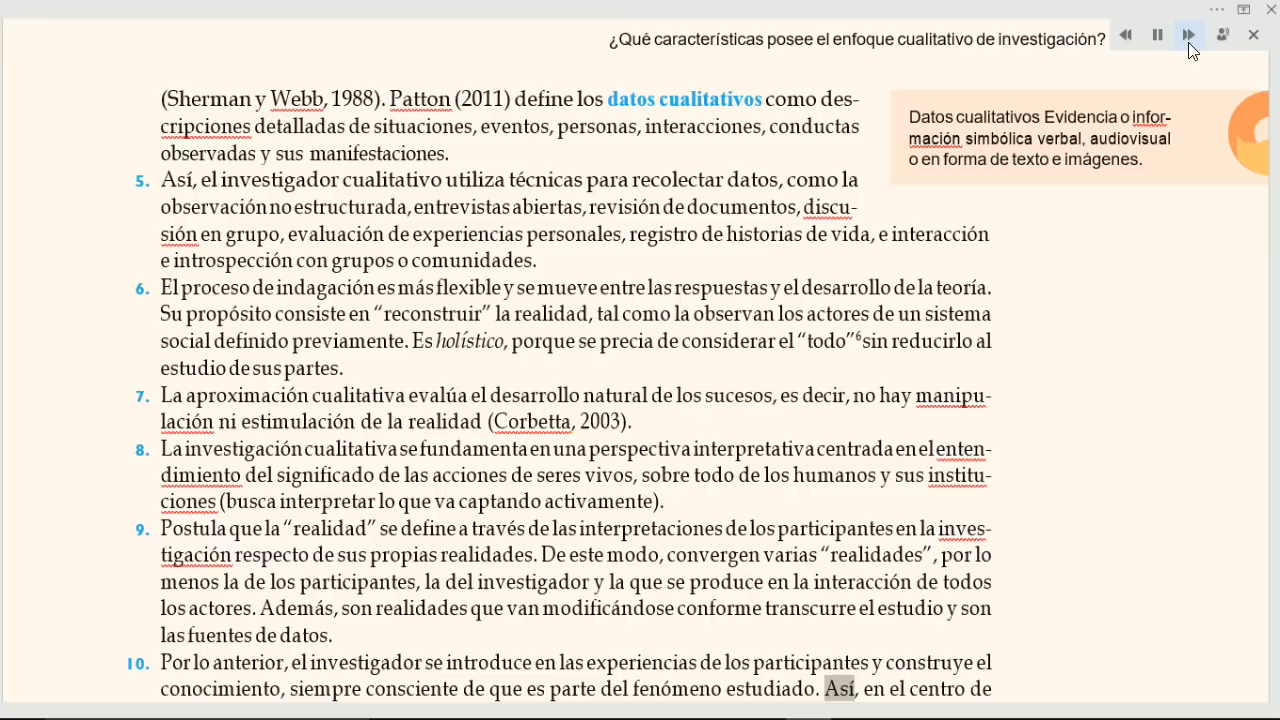 ¿Qué características posee el enfoque cualitativo de investigación?
(Sherman y Webb, 1988). Patton (2011) define los datos cualitativos como des-
cripciones detalladas de situaciones, eventos, personas, interacciones, conductas
observadas y sus manifestaciones.
Datos cualitativos Evidencia o infor-
mación simbólica verbal, audiovisual
o en forma de texto e imágenes.
5. Así, el investigador cualitativo utiliza técnicas para recolectar datos, como la
observación no estructurada, entrevistas abiertas, revisión de documentos, discu-
sión en grupo, evaluación de experiencias personales, registro de historias de vida, e interacción
e introspección con grupos o comunidades.
6. El proceso de indagación es más flexible y se mueve entre las respuestas y el desarrollo de la teoría.
Su propósito consiste en “reconstruir” la realidad, tal como la observan los actores de un sistema
social definido previamente. Es holístico, porque se precia de considerar el “todo”6 sin reducirlo al
estudio de sus partes.
7. La aproximación cualitativa evalúa el desarrollo natural de los sucesos, es decir, no hay manipu-
lación ni estimulación de la realidad (Corbetta, 2003).
8. La investigación cualitativa se fundamenta en una perspectiva interpretativa centrada en el enten-
dimiento del significado de las acciones de seres vivos, sobre todo de los humanos y sus institu-
ciones (busca interpretar lo que va captando activamente).
9. Postula que la “realidad” se define a través de las interpretaciones de los participantes en la inves-
tigación respecto de sus propias realidades. De este modo, convergen varias “realidades”, por lo
menos la de los participantes, la del investigador y la que se produce en la interacción de todos
los actores. Además, son realidades que van modificándose conforme transcurre el estudio y son
las fuentes de datos.
10. Por lo anterior, el investigador se introduce en las experiencias de los participantes y construye el
conocimiento, siempre consciente de que es parte del fenómeno estudiado. Así, en el centro de